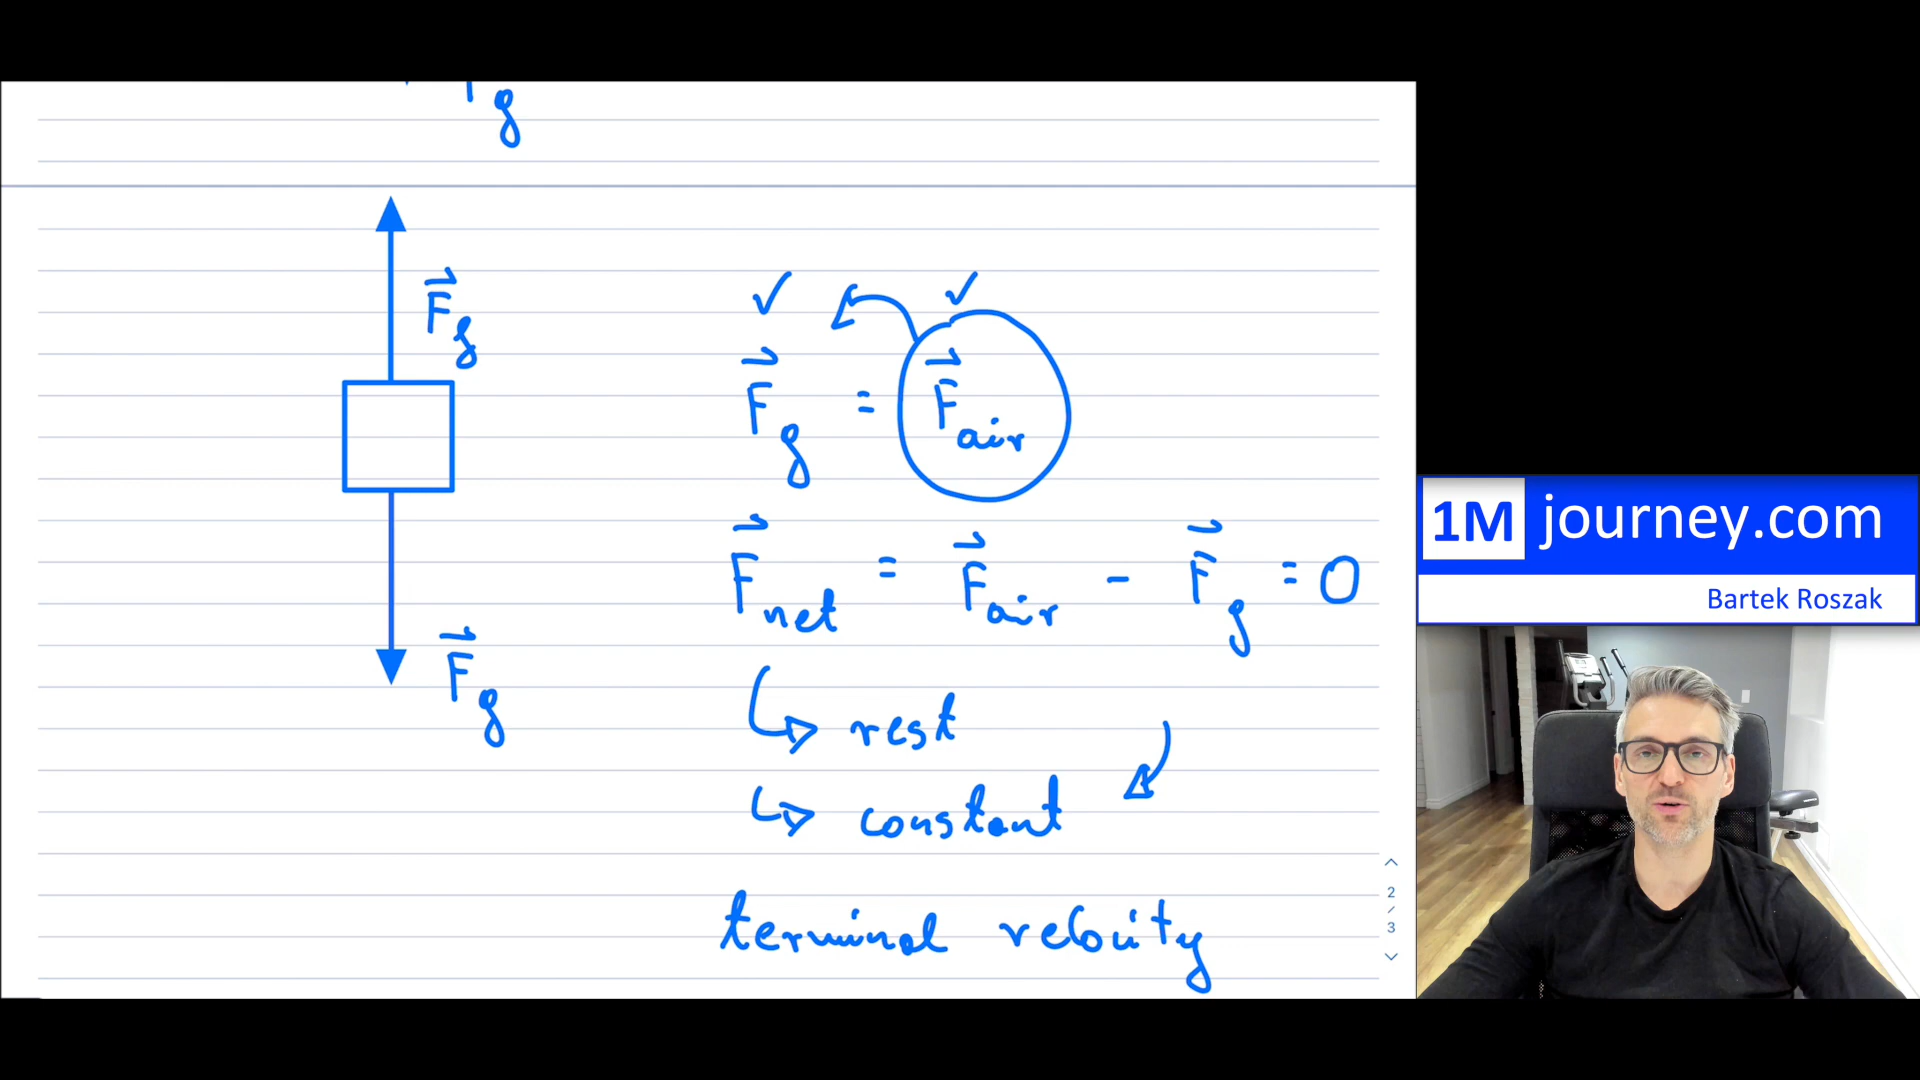 F g
F g
✓ ✓
F g = F air
F net = F air - F g = 0
F g
rest
constant
terminal velocity
2
/
3
1M journey.com
Bartek Roszak